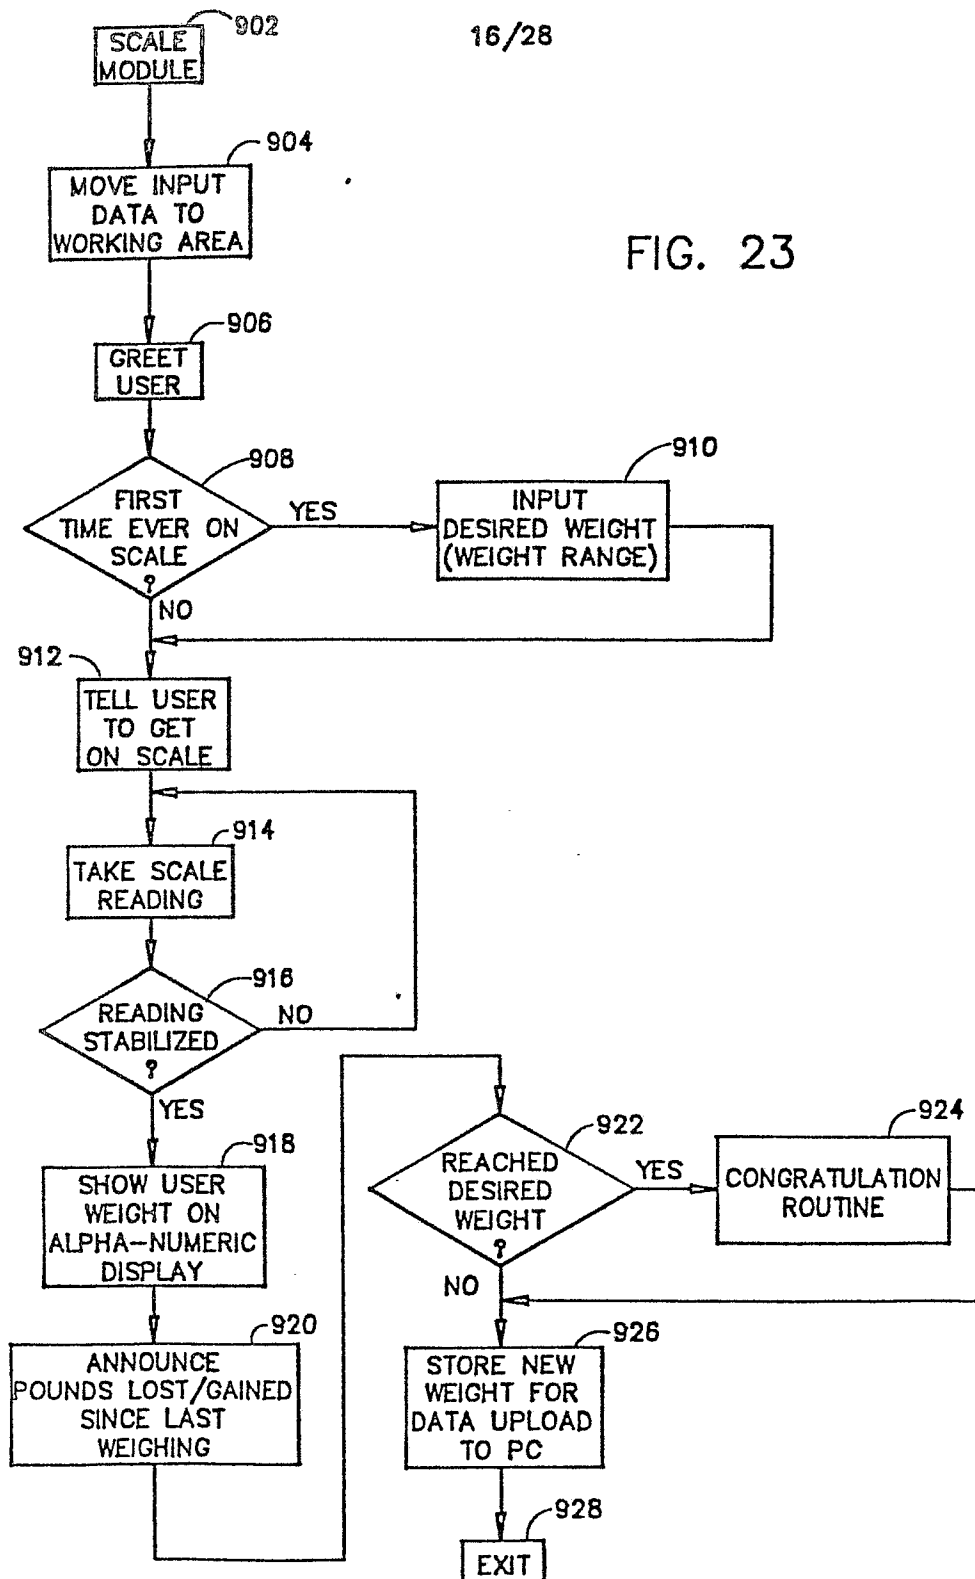 902
16/28
SCALE
MODULE
904
MOVE INPUT
DATA TO
WORKING AREA
FIG. 23
906
GREET
USER
908
FIRST
TIME EVER ON
SCALE
?
YES
NO
910
INPUT
DESIRED WEIGHT
(WEIGHT RANGE)
912
TELL USER
TO GET
ON SCALE
914
TAKE SCALE
READING
916
READING
STABILIZED
?
NO
YES
918
SHOW USER
WEIGHT ON
ALPHA-NUMERIC
DISPLAY
920
ANNOUNCE
POUNDS LOST/GAINED
SINCE LAST
WEIGHING
922
REACHED
DESIRED
WEIGHT
?
YES
NO
924
CONGRATULATION
ROUTINE
926
STORE NEW
WEIGHT FOR
DATA UPLOAD
TO PC
928
EXIT